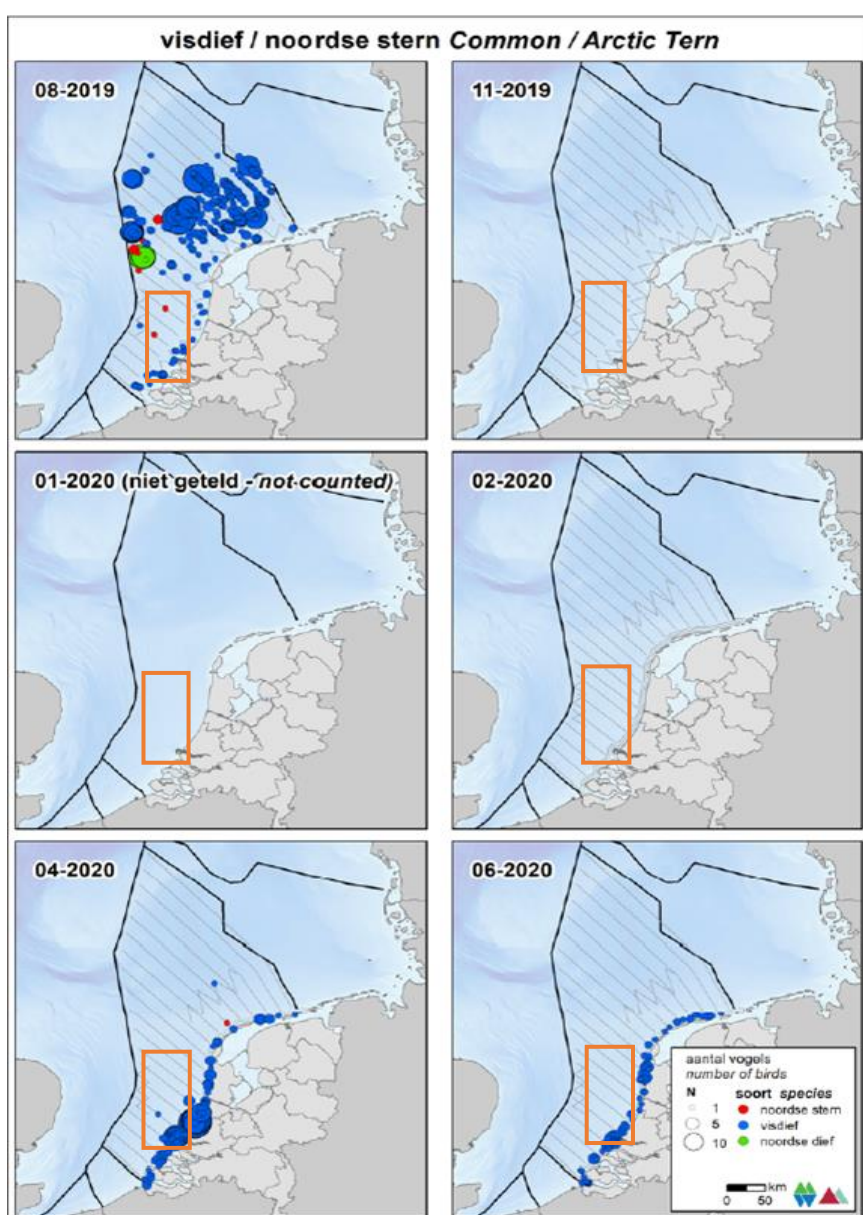 visdief / noordse stern Common / Arctic Tern
08-2019
11-2019
01-2020 (niet geteld - not counted)
02-2020
04-2020
06-2020
aantal vogels
number of birds
N soort species
1 noordse stern
5 visdief
10 noordse dief
km
0 50